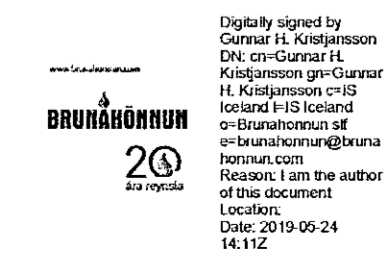 BRUNAHÖNNUN
20
ára reynsla
Digitally signed by
Gunnar H. Kristjansson
DN: cn=Gunnar H.
Kristjansson gn=Gunnar
H. Kristjansson c=IS
Iceland l=IS Iceland
o=Brunahonnun slf
e=brunahonnun@bruna
honnun.com
Reason: I am the author
of this document
Location:
Date: 2019-05-24
14:11Z